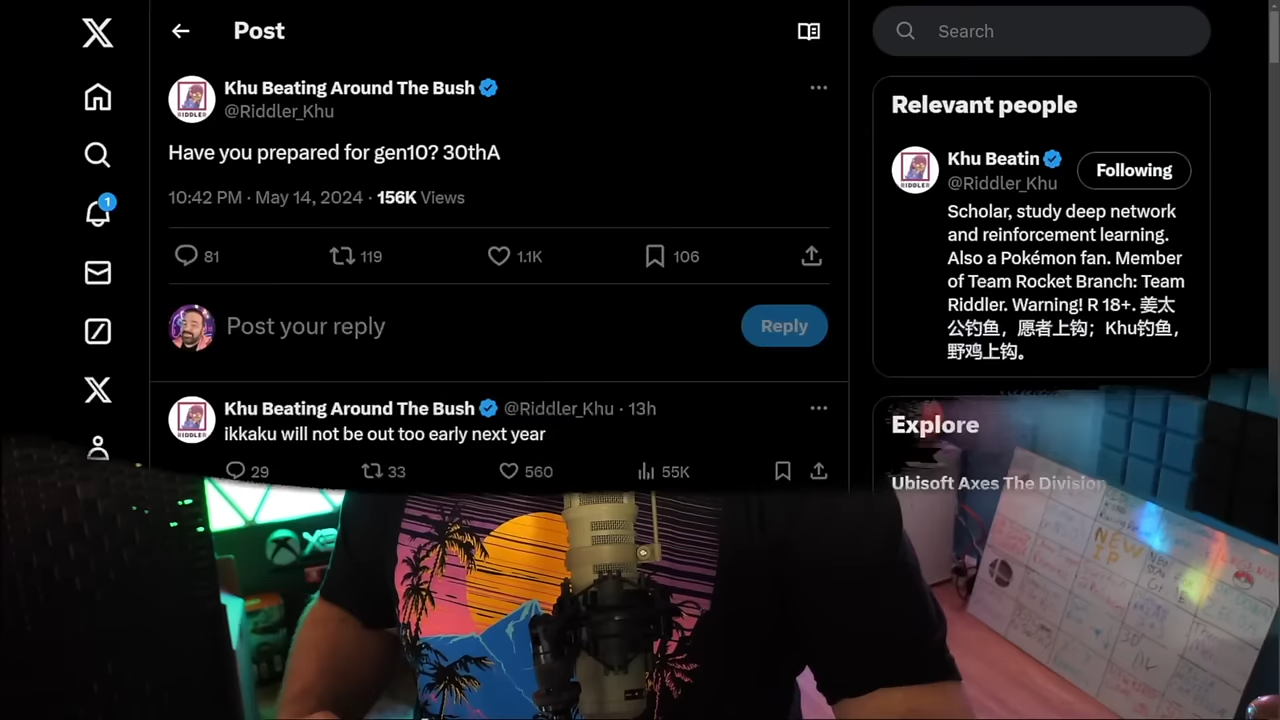 Post
Search
Khu Beating Around The Bush
@Riddler_Khu
Have you prepared for gen10? 30thA
10:42 PM · May 14, 2024 · 156K Views
81
119
1.1K
106
Post your reply
Reply
Khu Beating Around The Bush @Riddler_Khu · 13h
ikkaku will not be out too early next year
29
33
560
55K
1
RIDDLER
Relevant people
Khu Beatin
@Riddler_Khu
Following
Scholar, study deep network
and reinforcement learning.
Also a Pokémon fan. Member
of Team Rocket Branch: Team
Riddler. Warning! R 18+. 姜太
公钓鱼，愿者上钩；Khu钓鱼，
野鸡上钩。
Explore
Ubisoft Axes The Division
NEW
IP